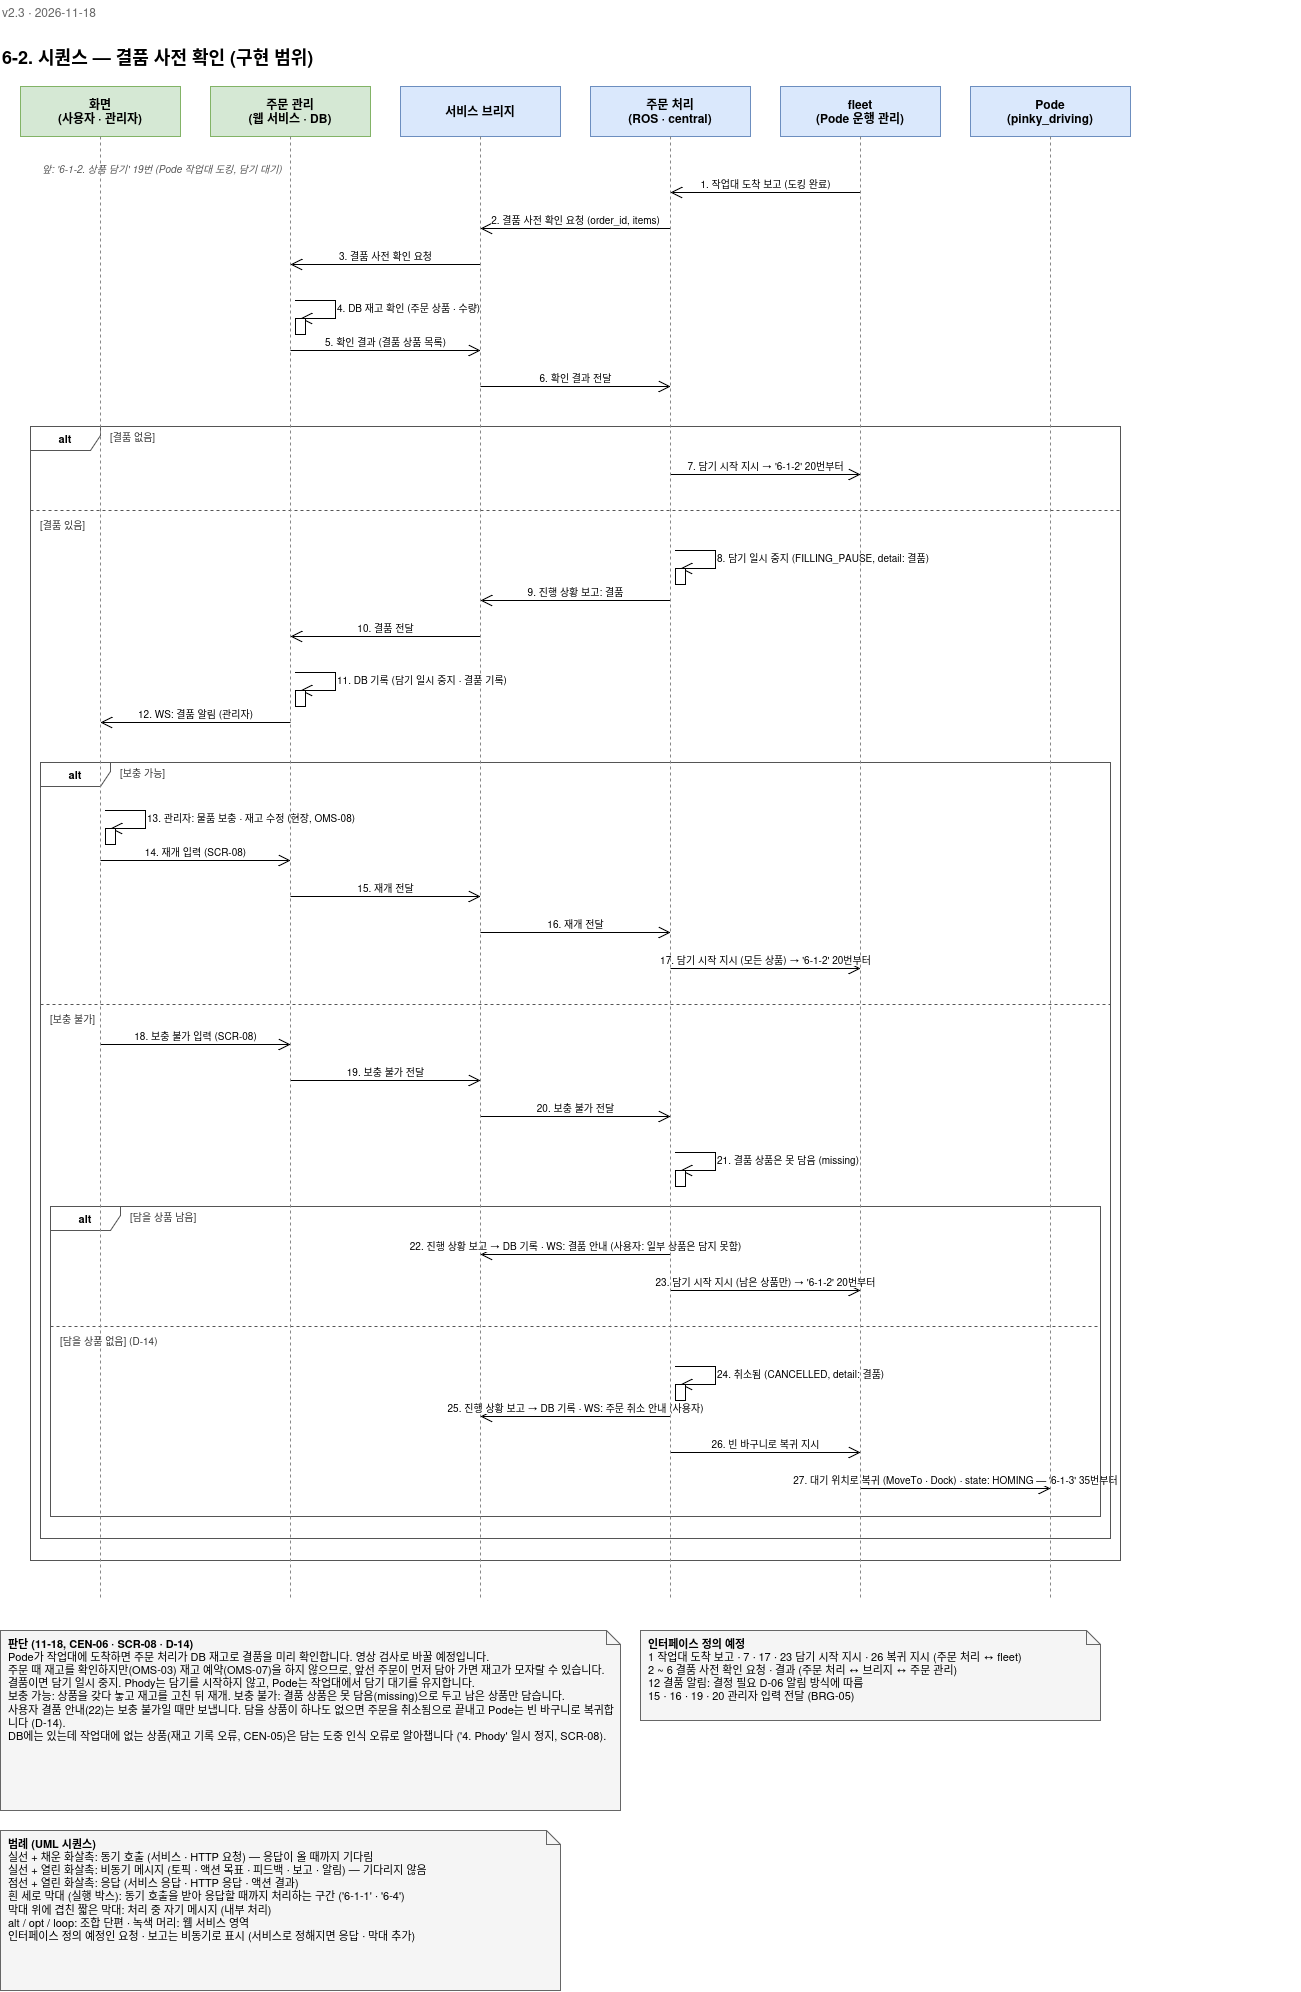 v2.3 · 2026-11-18
6-2. 시퀀스 — 결품 사전 확인 (구현 범위)
화면
(사용자 · 관리자)
주문 관리
(웹 서비스 · DB)
서비스 브리지
주문 처리
(ROS · central)
fleet
(Pode 운행 관리)
Pode
(pinky_driving)
앞: '6-1-2. 상품 담기' 19번 (Pode 작업대 도킹, 담기 대기)
1. 작업대 도착 보고 (도킹 완료)
2. 결품 사전 확인 요청 (order_id, items)
3. 결품 사전 확인 요청
4. DB 재고 확인 (주문 상품 · 수량)
5. 확인 결과 (결품 상품 목록)
6. 확인 결과 전달
alt
[결품 없음]
7. 담기 시작 지시 → '6-1-2' 20번부터
[결품 있음]
8. 담기 일시 중지 (FILLING_PAUSE, detail: 결품)
9. 진행 상황 보고: 결품
10. 결품 전달
11. DB 기록 (담기 일시 중지 · 결품 기록)
12. WS: 결품 알림 (관리자)
alt
[보충 가능]
13. 관리자: 물품 보충 · 재고 수정 (현장, OMS-08)
14. 재개 입력 (SCR-08)
15. 재개 전달
16. 재개 전달
17. 담기 시작 지시 (모든 상품) → '6-1-2' 20번부터
[보충 불가]
18. 보충 불가 입력 (SCR-08)
19. 보충 불가 전달
20. 보충 불가 전달
21. 결품 상품은 못 담음 (missing)
alt
[담을 상품 남음]
22. 진행 상황 보고 → DB 기록 · WS: 결품 안내 (사용자: 일부 상품은 담지 못함)
23. 담기 시작 지시 (남은 상품만) → '6-1-2' 20번부터
[담을 상품 없음] (D-14)
24. 취소됨 (CANCELLED, detail: 결품)
25. 진행 상황 보고 → DB 기록 · WS: 주문 취소 안내 (사용자)
26. 빈 바구니로 복귀 지시
27. 대기 위치로 복귀 (MoveTo · Dock) · state: HOMING — '6-1-3' 35번부터
판단 (11-18, CEN-06 · SCR-08 · D-14)
Pode가 작업대에 도착하면 주문 처리가 DB 재고로 결품을 미리 확인합니다. 영상 검사로 바꿀 예정입니다.
주문 때 재고를 확인하지만(OMS-03) 재고 예약(OMS-07)을 하지 않으므로, 앞선 주문이 먼저 담아 가면 재고가 모자랄 수 있습니다.
결품이면 담기 일시 중지. Phody는 담기를 시작하지 않고, Pode는 작업대에서 담기 대기를 유지합니다.
보충 가능: 상품을 갖다 놓고 재고를 고친 뒤 재개. 보충 불가: 결품 상품은 못 담음(missing)으로 두고 남은 상품만 담습니다.
사용자 결품 안내(22)는 보충 불가일 때만 보냅니다. 담을 상품이 하나도 없으면 주문을 취소됨으로 끝내고 Pode는 빈 바구니로 복귀합
니다 (D-14).
DB에는 있는데 작업대에 없는 상품(재고 기록 오류, CEN-05)은 담는 도중 인식 오류로 알아챕니다 ('4. Phody' 일시 정지, SCR-08).
인터페이스 정의 예정
1 작업대 도착 보고 · 7 · 17 · 23 담기 시작 지시 · 26 복귀 지시 (주문 처리 ↔ fleet)
2 ~ 6 결품 사전 확인 요청 · 결과 (주문 처리 ↔ 브리지 ↔ 주문 관리)
12 결품 알림: 결정 필요 D-06 알림 방식에 따름
15 · 16 · 19 · 20 관리자 입력 전달 (BRG-05)
범례 (UML 시퀀스)
실선 + 채운 화살촉: 동기 호출 (서비스 · HTTP 요청) — 응답이 올 때까지 기다림
실선 + 열린 화살촉: 비동기 메시지 (토픽 · 액션 목표 · 피드백 · 보고 · 알림) — 기다리지 않음
점선 + 열린 화살촉: 응답 (서비스 응답 · HTTP 응답 · 액션 결과)
흰 세로 막대 (실행 박스): 동기 호출을 받아 응답할 때까지 처리하는 구간 ('6-1-1' · '6-4')
막대 위에 겹친 짧은 막대: 처리 중 자기 메시지 (내부 처리)
alt / opt / loop: 조합 단편 · 녹색 머리: 웹 서비스 영역
인터페이스 정의 예정인 요청 · 보고는 비동기로 표시 (서비스로 정해지면 응답 · 막대 추가)